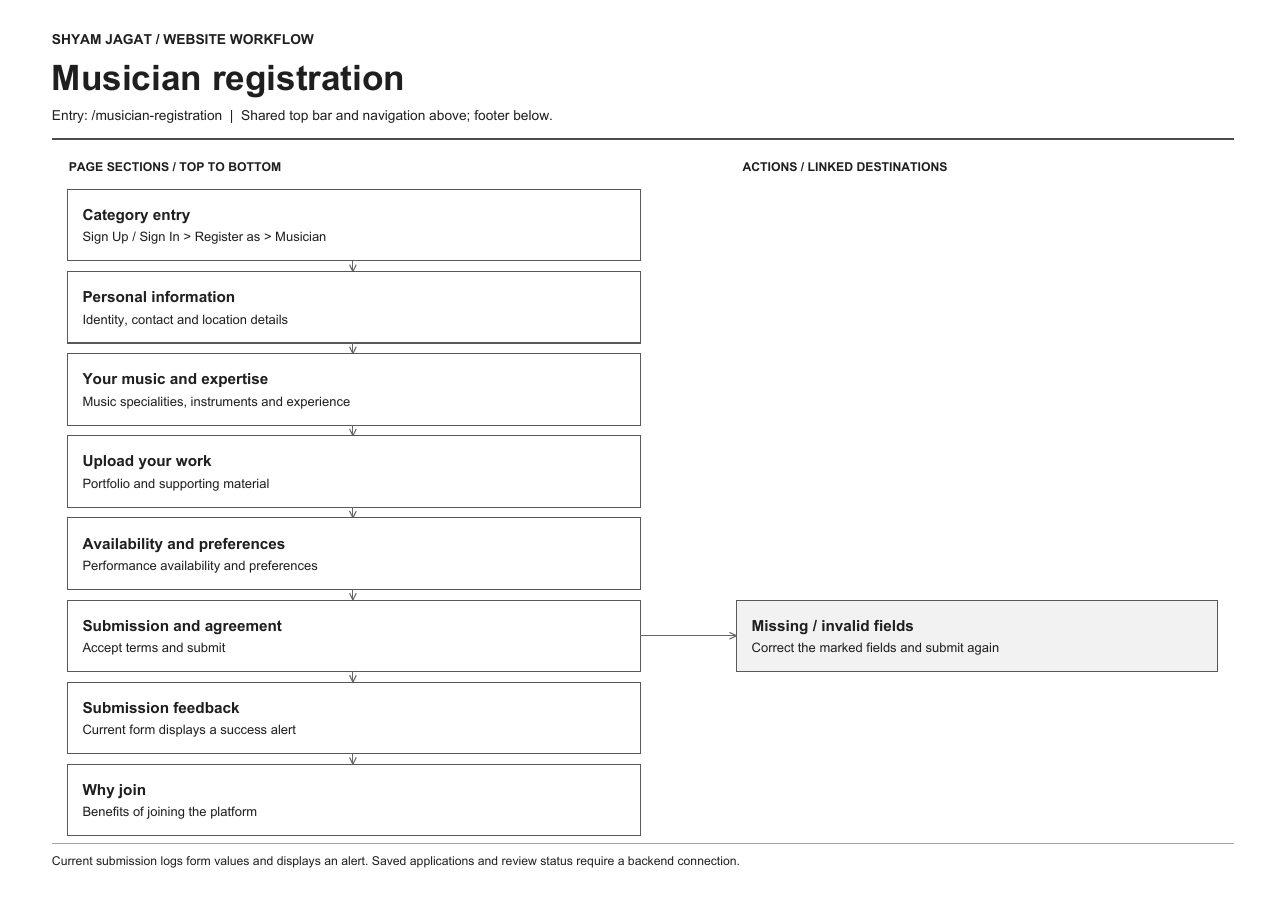 SHYAM JAGAT / WEBSITE WORKFLOW
Musician registration
Entry: /musician-registration | Shared top bar and navigation above; footer below.
PAGE SECTIONS / TOP TO BOTTOM
Category entry
Sign Up / Sign In > Register as > Musician
Personal information
Identity, contact and location details
Your music and expertise
Music specialities, instruments and experience
Upload your work
Portfolio and supporting material
Availability and preferences
Performance availability and preferences
Submission and agreement
Accept terms and submit
Submission feedback
Current form displays a success alert
Why join
Benefits of joining the platform
ACTIONS / LINKED DESTINATIONS
Missing / invalid fields
Correct the marked fields and submit again
Current submission logs form values and displays an alert. Saved applications and review status require a backend connection.